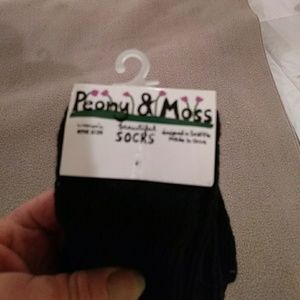 Peony & Moss
beautiful
SOCKS
designed in Seattle
Made in China